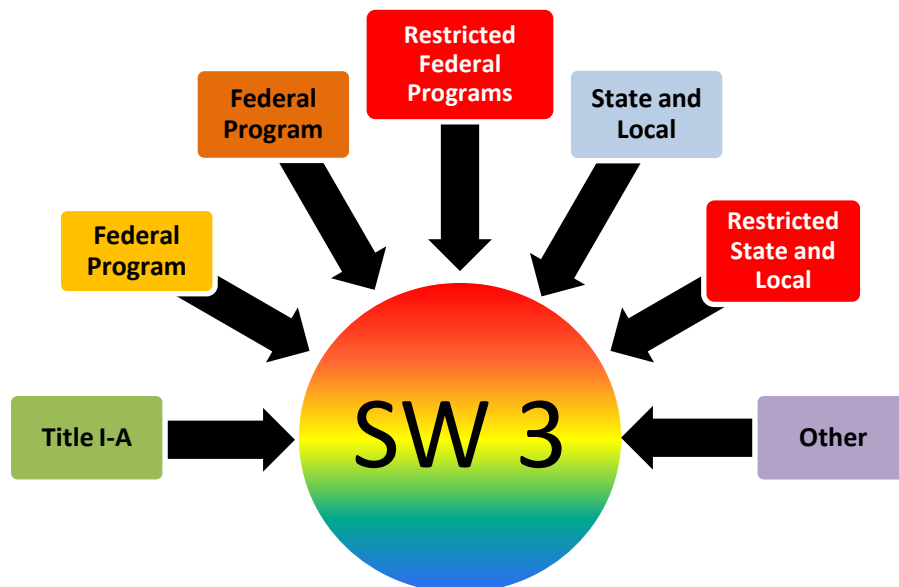 Restricted
Federal
Programs
Federal
Program
State and
Local
Federal
Program
Restricted
State and
Local
Title I-A
SW 3
Other